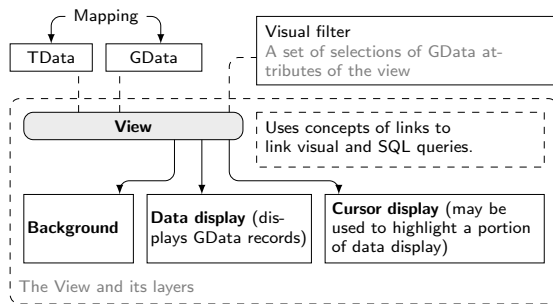 Mapping
TData
GData
Visual filter
A set of selections of GData at-
tributes of the view
View
Uses concepts of links to
link visual and SQL queries.
Background
Data display (dis-
plays GData records)
Cursor display (may be
used to highlight a portion
of data display)
The View and its layers